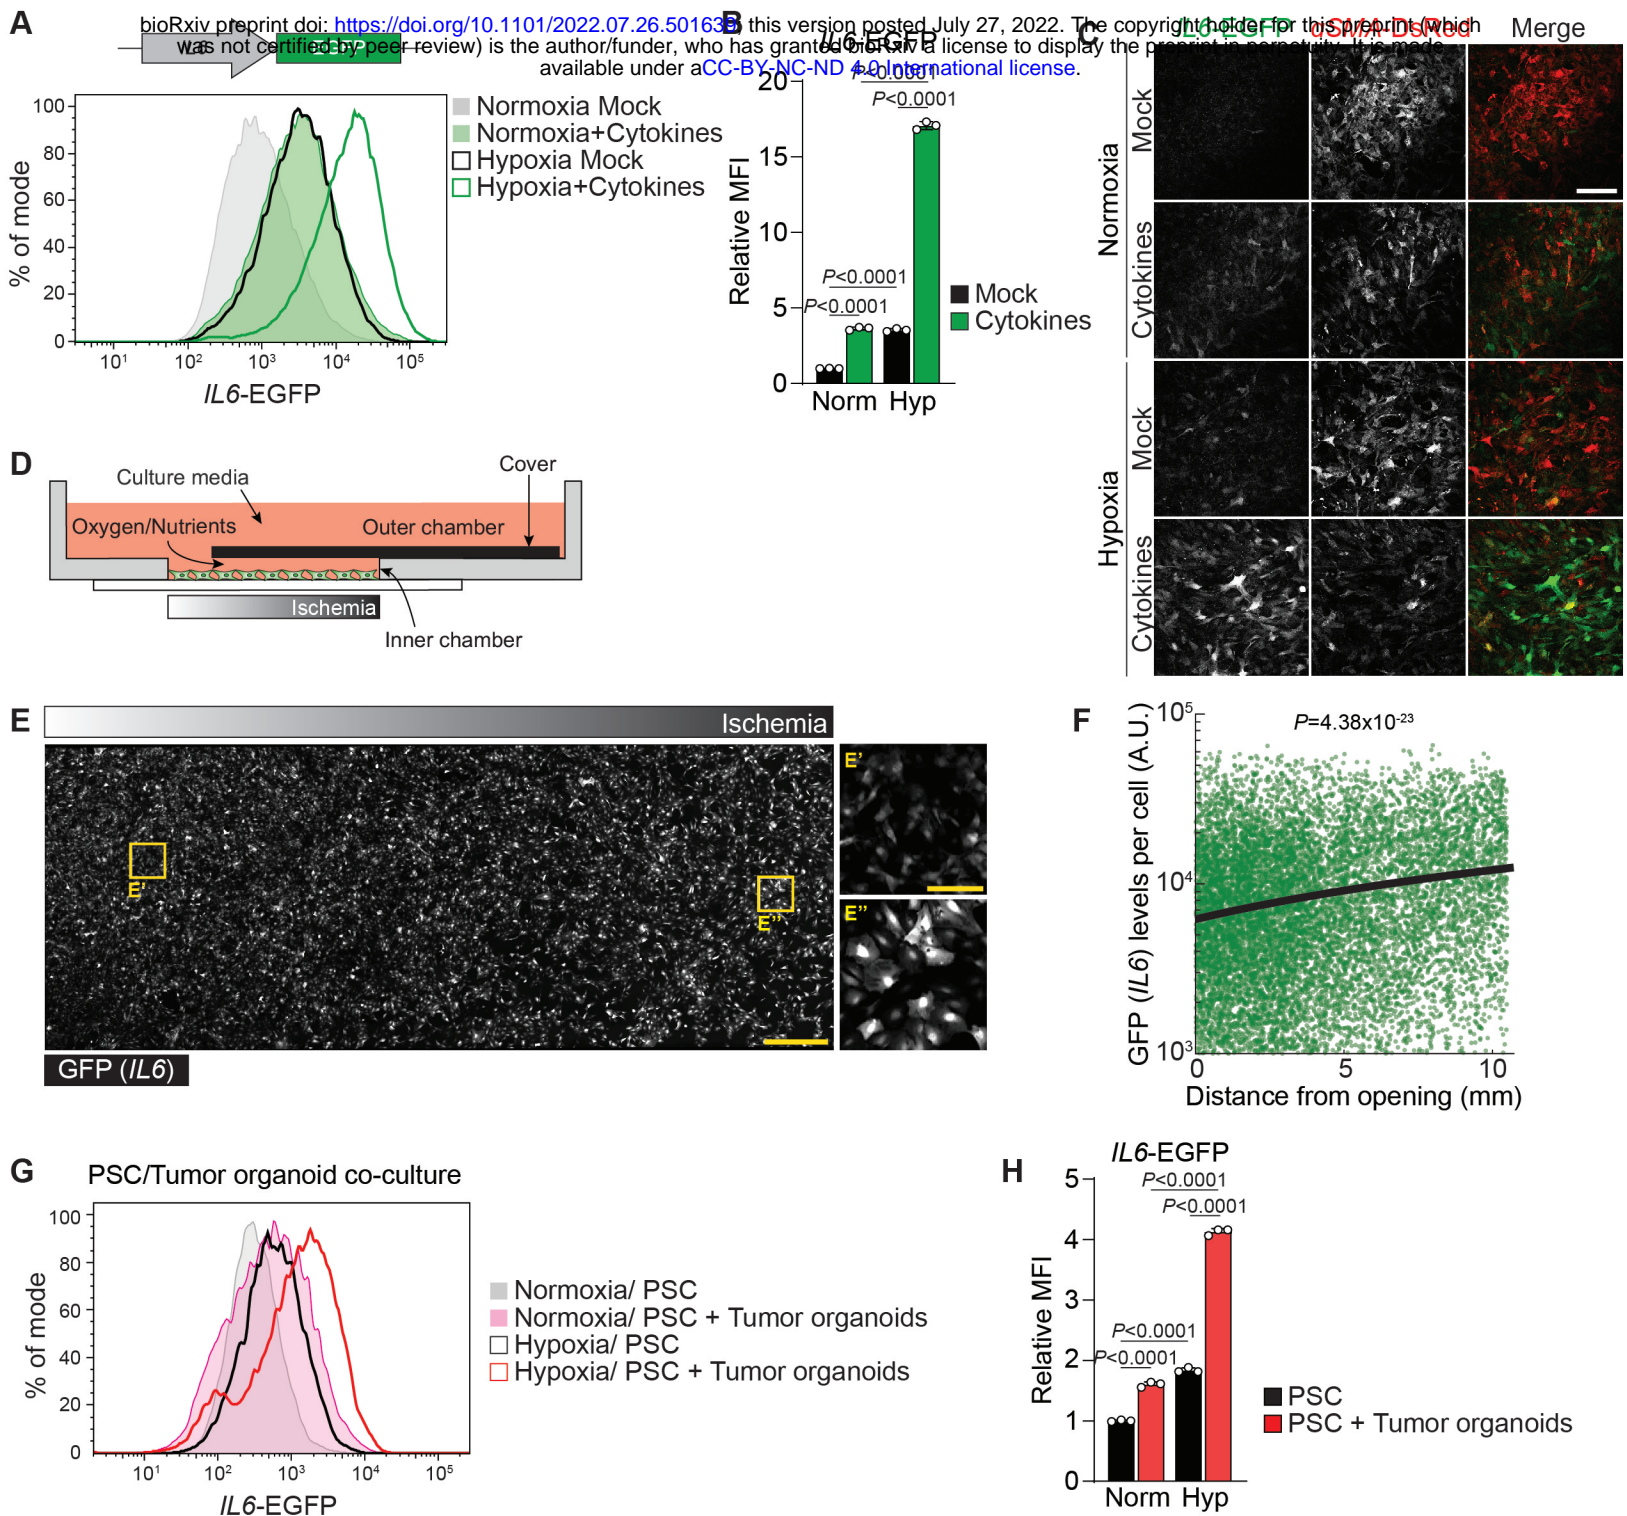 bioRxiv preprint doi: https://doi.org/10.1101/2022.07.26.501639; this version posted July 27, 2022. The copyright holder for this preprint (which
was not certified by peer review) is the author/funder, who has granted bioRxiv a license to display the preprint in perpetuity. It is made
available under aCC-BY-NC-ND 4.0 International license.
A
IL6
EGFP
% of mode
100
80
60
40
20
0
10¹ 10² 10³ 10⁴ 10⁵
IL6-EGFP
Normoxia Mock
Normoxia+Cytokines
Hypoxia Mock
Hypoxia+Cytokines
B
IL6-EGFP
Relative MFI
20
15
10
5
0
P<0.0001
P<0.0001
P<0.0001
P<0.0001
Norm Hyp
Mock
Cytokines
C
IL6-EGFP αSMA-DsRed Merge
Normoxia
Mock
Cytokines
Hypoxia
Mock
Cytokines
D
Culture media
Cover
Oxygen/Nutrients
Outer chamber
Ischemia
Inner chamber
E
Ischemia
E'
E''
E'
E''
GFP (IL6)
F
P=4.38x10⁻²³
GFP (IL6) levels per cell (A.U.)
10⁵
10⁴
10³
0 5 10
Distance from opening (mm)
G
PSC/Tumor organoid co-culture
% of mode
100
80
60
40
20
0
10¹ 10² 10³ 10⁴ 10⁵
IL6-EGFP
Normoxia/ PSC
Normoxia/ PSC + Tumor organoids
Hypoxia/ PSC
Hypoxia/ PSC + Tumor organoids
H
IL6-EGFP
Relative MFI
5
4
3
2
1
0
P<0.0001
P<0.0001
P<0.0001
P<0.0001
Norm Hyp
PSC
PSC + Tumor organoids